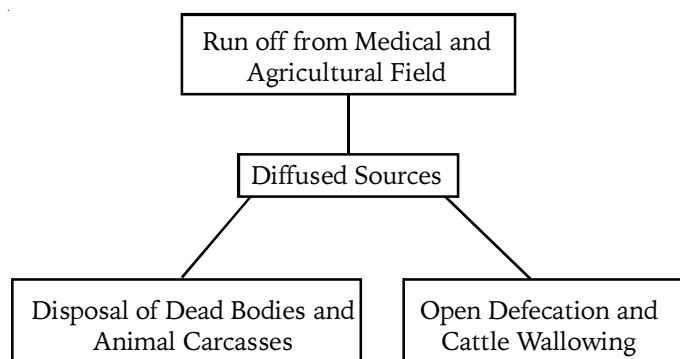 Run off from Medical and
Agricultural Field
Diffused Sources
Disposal of Dead Bodies and
Animal Carcasses
Open Defecation and
Cattle Wallowing